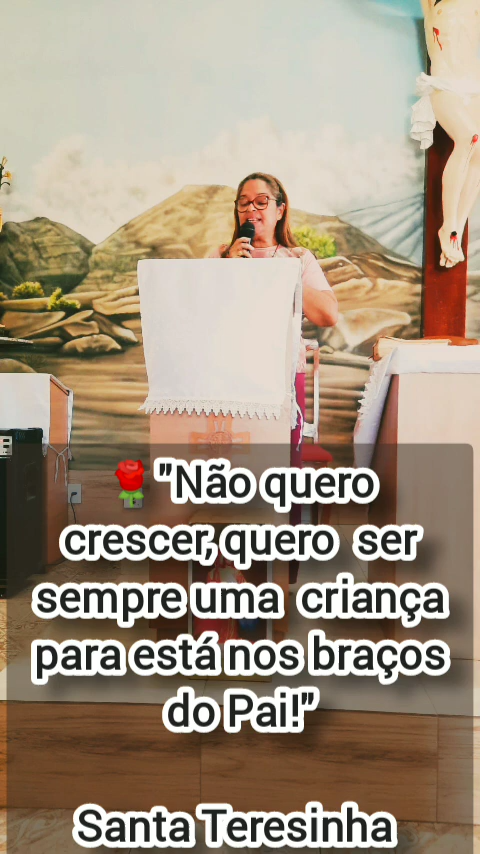 🌹"Não quero
crescer, quero ser
sempre uma criança
para está nos braços
do Pai!"
Santa Teresinha